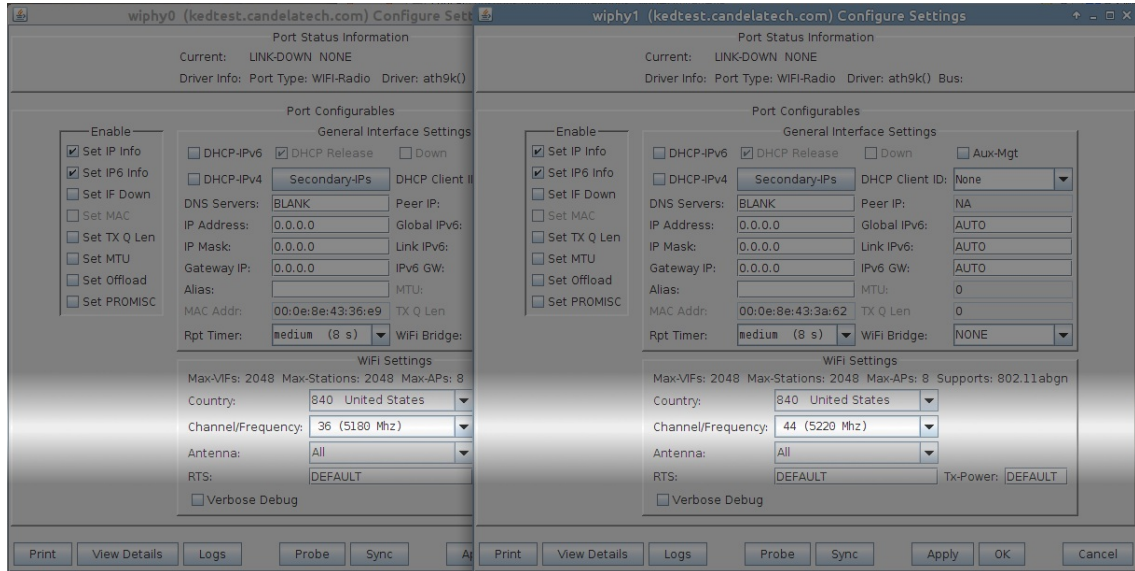 wiphy0 (kedtest.candelatech.com) Configure Sett
Port Status Information
Current: LINK-DOWN NONE
Driver Info: Port Type: WIFI-Radio Driver: ath9k()
Port Configurables
Enable
General Interface Settings
Set IP Info
DHCP-IPv6 DHCP Release Down
Set IP6 Info
DHCP-IPv4 Secondary-IPs DHCP Client I
Set IF Down
DNS Servers: BLANK Peer IP:
Set MAC
IP Address: 0.0.0.0 Global IPv6:
Set TX Q Len
IP Mask: 0.0.0.0 Link IPv6:
Set MTU
Gateway IP: 0.0.0.0 IPv6 GW:
Set Offload
Alias: MTU:
Set PROMISC
MAC Addr: 00:0e:8e:43:36:e9 TX Q Len
Rpt Timer: medium (8 s) WiFi Bridge:
WiFi Settings
Max-VIFs: 2048 Max-Stations: 2048 Max-APs: 8
Country: 840 United States
Channel/Frequency: 36 (5180 Mhz)
Antenna: All
RTS: DEFAULT
Verbose Debug
Print View Details Logs Probe Sync Ap
wiphy1 (kedtest.candelatech.com) Configure Settings
Port Status Information
Current: LINK-DOWN NONE
Driver Info: Port Type: WIFI-Radio Driver: ath9k() Bus:
Port Configurables
Enable
General Interface Settings
Set IP Info
DHCP-IPv6 DHCP Release Down Aux-Mgt
Set IP6 Info
DHCP-IPv4 Secondary-IPs DHCP Client ID: None
Set IF Down
DNS Servers: BLANK Peer IP: NA
Set MAC
IP Address: 0.0.0.0 Global IPv6: AUTO
Set TX Q Len
IP Mask: 0.0.0.0 Link IPv6: AUTO
Set MTU
Gateway IP: 0.0.0.0 IPv6 GW: AUTO
Set Offload
Alias: MTU: 0
Set PROMISC
MAC Addr: 00:0e:8e:43:3a:62 TX Q Len 0
Rpt Timer: medium (8 s) WiFi Bridge: NONE
WiFi Settings
Max-VIFs: 2048 Max-Stations: 2048 Max-APs: 8 Supports: 802.11abgn
Country: 840 United States
Channel/Frequency: 44 (5220 Mhz)
Antenna: All
RTS: DEFAULT Tx-Power: DEFAULT
Verbose Debug
Print View Details Logs Probe Sync Apply OK Cancel